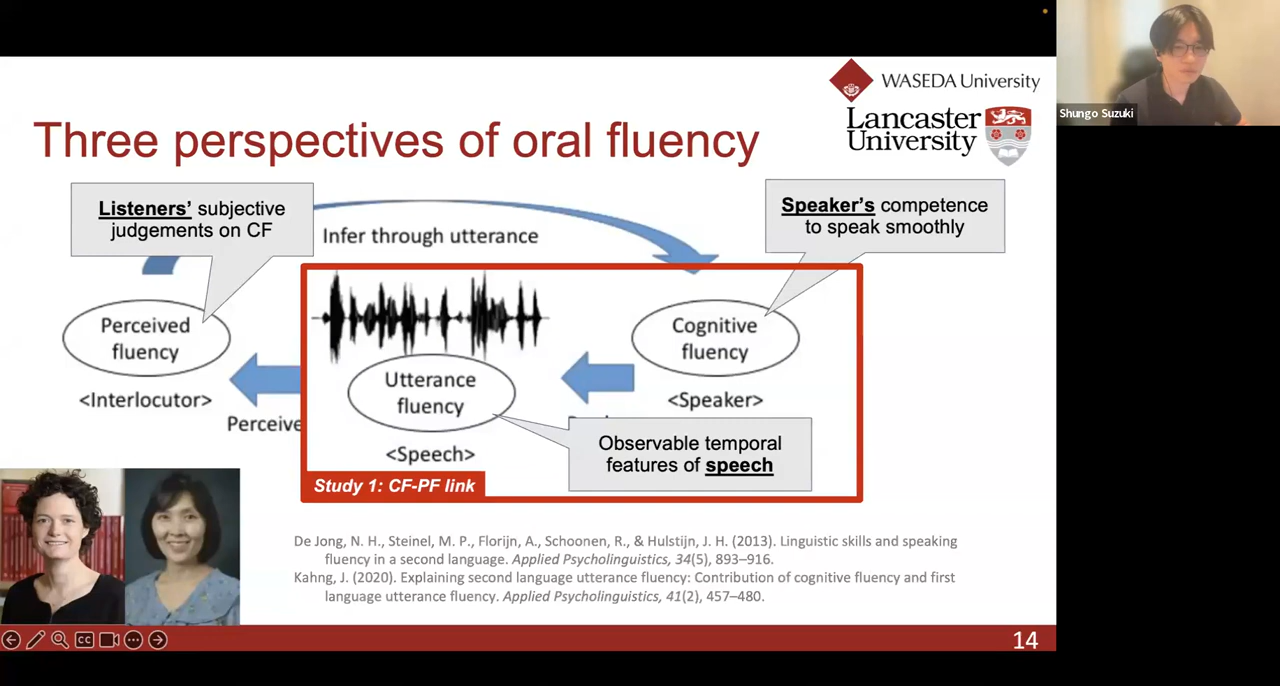 WASEDA University
Lancaster
University
Three perspectives of oral fluency
Shungo Suzuki
Listeners' subjective
judgements on CF
Infer through utterance
Speaker's competence
to speak smoothly
Perceived
fluency
<Interlocutor>
Perceive
Utterance
fluency
<Speech>
Cognitive
fluency
<Speaker>
Observable temporal
features of speech
Study 1: CF-PF link
De Jong, N. H., Steinel, M. P., Florijn, A., Schoonen, R., & Hulstijn, J. H. (2013). Linguistic skills and speaking
fluency in a second language. Applied Psycholinguistics, 34(5), 893–916.
Kahng, J. (2020). Explaining second language utterance fluency: Contribution of cognitive fluency and first
language utterance fluency. Applied Psycholinguistics, 41(2), 457–480.
CC
14